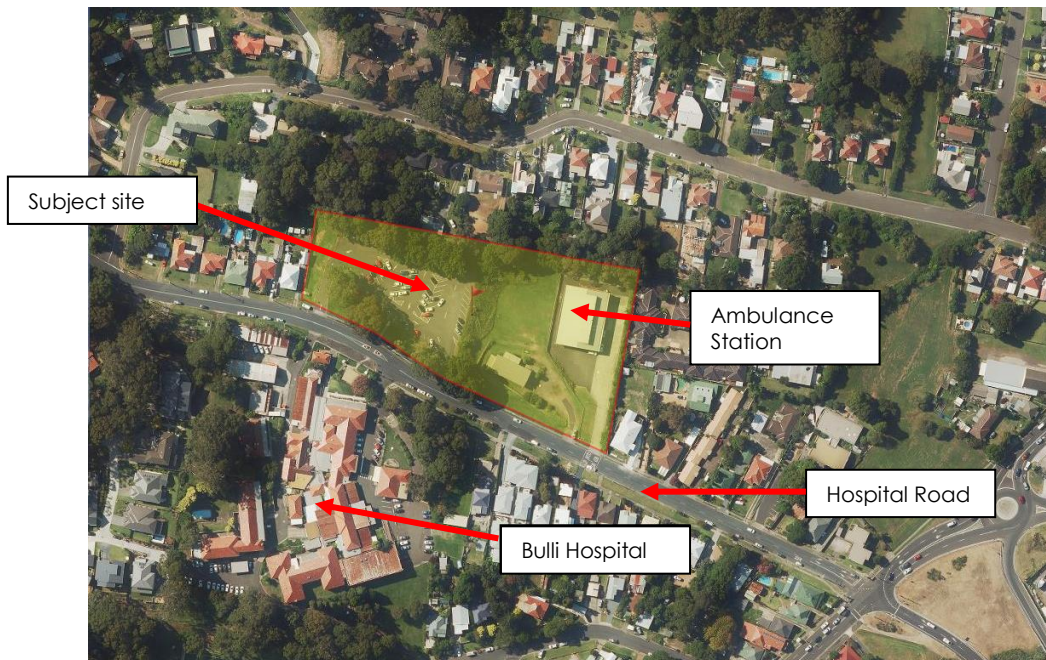 Subject site
Ambulance
Station
Hospital Road
Bulli Hospital